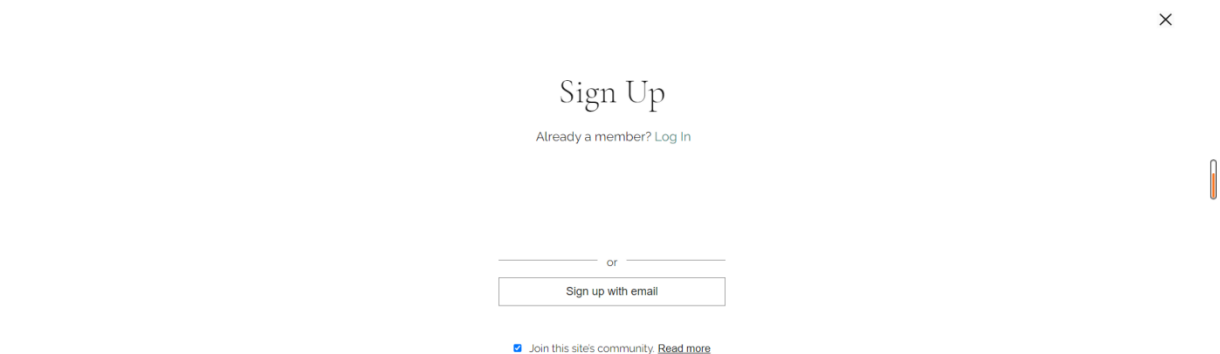 Sign Up
Already a member? Log In
or
Sign up with email
Join this site's community. Read more